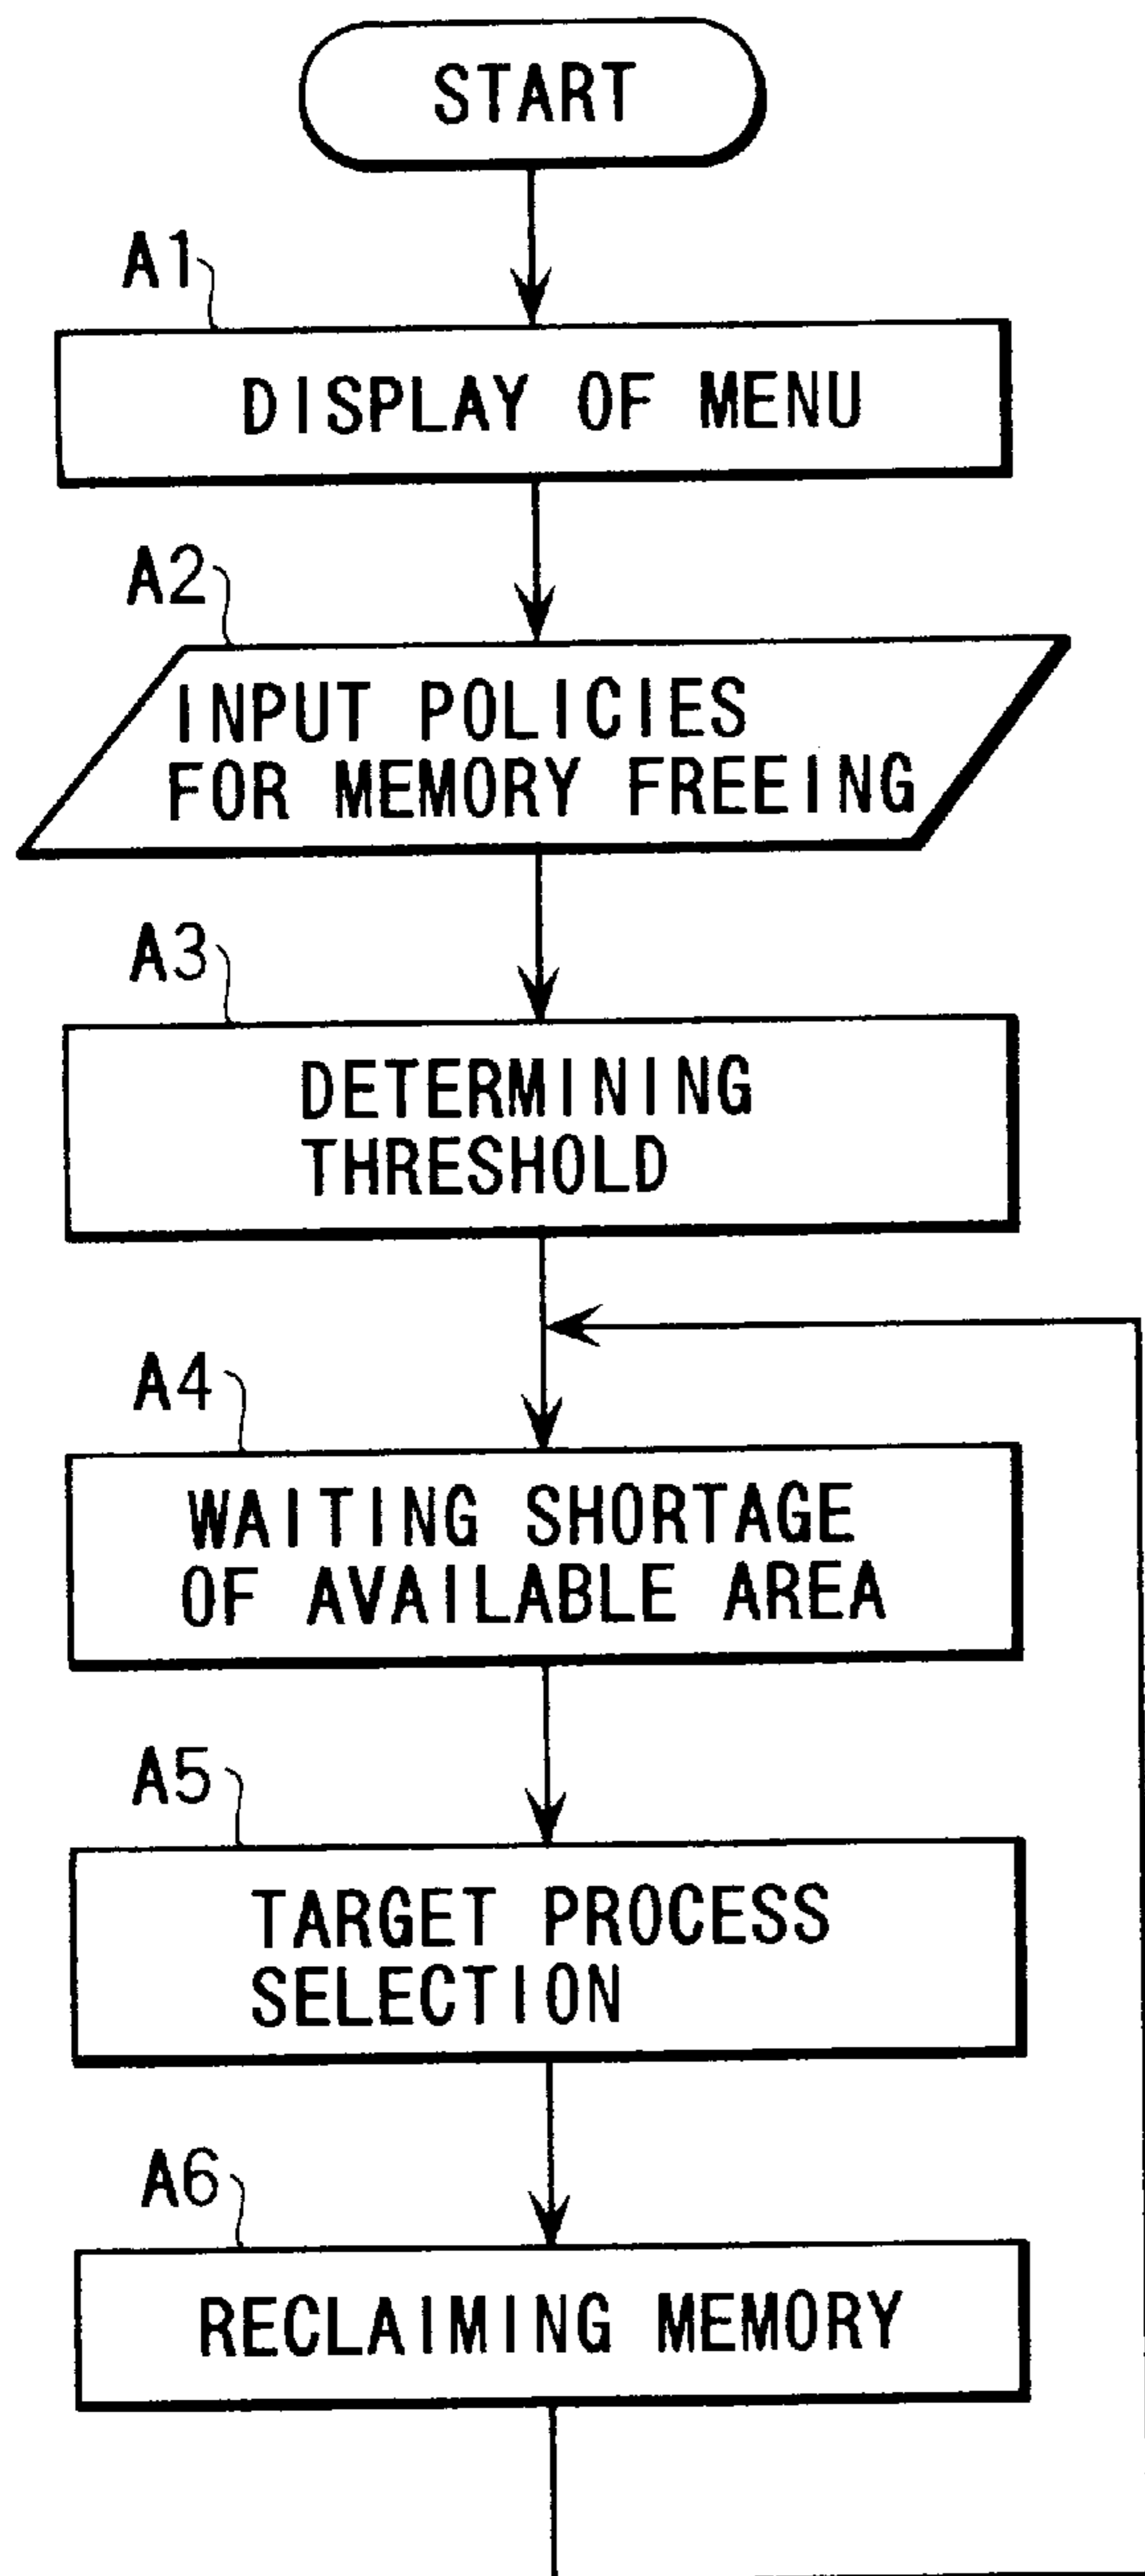 START
A1
DISPLAY OF MENU
A2
INPUT POLICIES
FOR MEMORY FREEING
A3
DETERMINING
THRESHOLD
A4
WAITING SHORTAGE
OF AVAILABLE AREA
A5
TARGET PROCESS
SELECTION
A6
RECLAIMING MEMORY